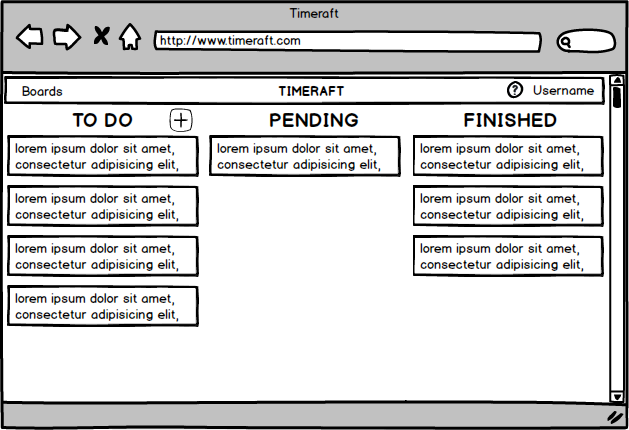 Timeraft
http://www.timeraft.com
Boards
TIMERAFT
? Username
TO DO
+
lorem ipsum dolor sit amet,
consectetur adipisicing elit,
lorem ipsum dolor sit amet,
consectetur adipisicing elit,
lorem ipsum dolor sit amet,
consectetur adipisicing elit,
lorem ipsum dolor sit amet,
consectetur adipisicing elit,
PENDING
lorem ipsum dolor sit amet,
consectetur adipisicing elit,
FINISHED
lorem ipsum dolor sit amet,
consectetur adipisicing elit,
lorem ipsum dolor sit amet,
consectetur adipisicing elit,
lorem ipsum dolor sit amet,
consectetur adipisicing elit,